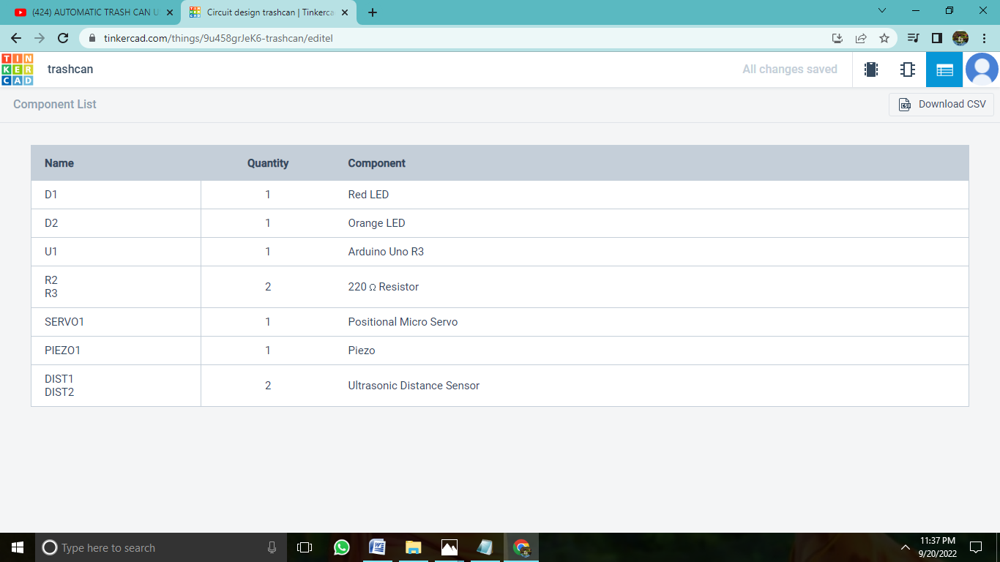 (424) AUTOMATIC TRASH CAN U
Circuit design trashcan | Tinkerca
tinkercad.com/things/9u458grJeK6-trashcan/editel
TIN
KER
CAD
trashcan
All changes saved
Component List
Download CSV
Name Quantity Component
D1 1 Red LED
D2 1 Orange LED
U1 1 Arduino Uno R3
R2
R3
2 220 Ω Resistor
SERVO1 1 Positional Micro Servo
PIEZO1 1 Piezo
DIST1
DIST2
2 Ultrasonic Distance Sensor
Type here to search
11:37 PM
9/20/2022